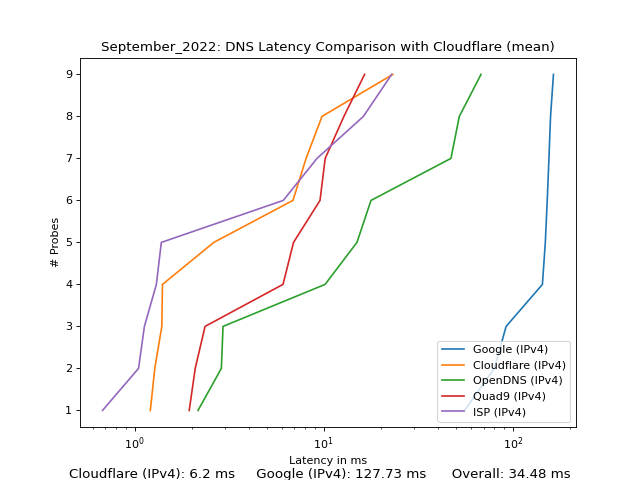 September_2022: DNS Latency Comparison with Cloudflare (mean)
# Probes
9
8
7
6
5
4
3
2
1
Google (IPv4)
Cloudflare (IPv4)
OpenDNS (IPv4)
Quad9 (IPv4)
ISP (IPv4)
10⁰ 10¹ 10²
Latency in ms
Cloudflare (IPv4): 6.2 ms Google (IPv4): 127.73 ms Overall: 34.48 ms